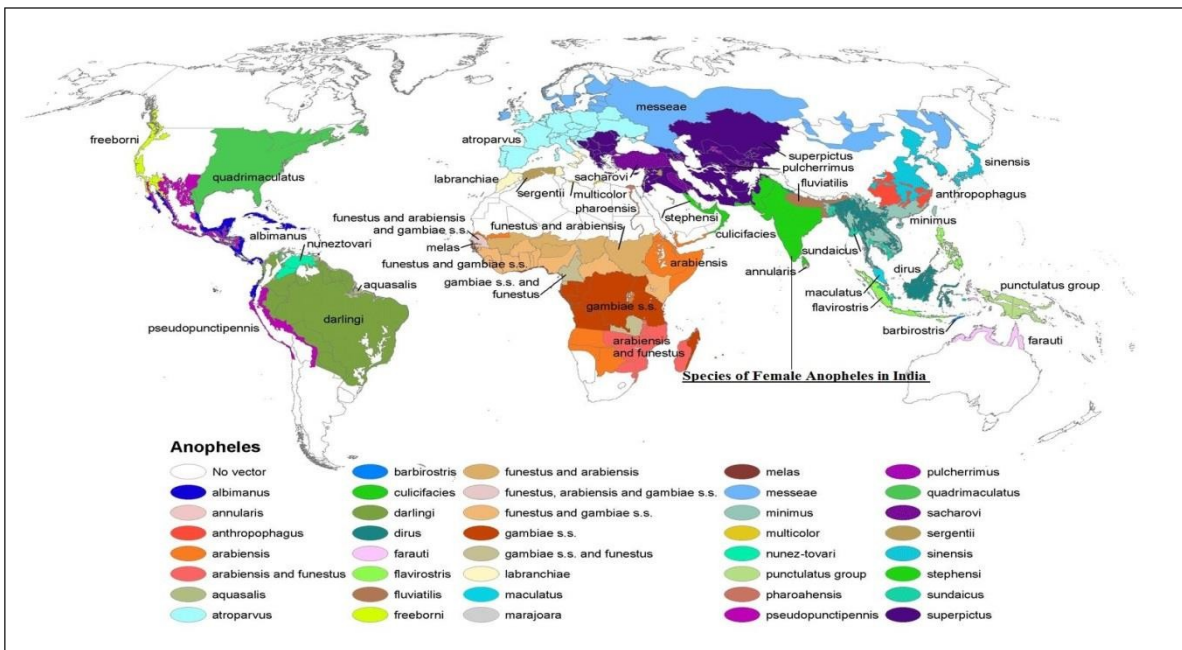 messeae
freeborni
atroparvus
superpictus
pulcherrimus
sinensis
quadrimaculatus
labranchiae
sacharovi
fluviatilis
sergentii
multicolor
anthropophagus
pharoensis
minimus
funestus and arabiensis
and gambiae s.s.
funestus and arabiensis
stephensi
culicifacies
albimanus
nuneztovari
melas
sundaicus
arabiensis
annularis
dirus
funestus and gambiae s.s.
aquasalis
gambiae s.s. and
funestus
punctulatus group
maculatus
gambiae s.s.
flavirostris
darlingi
pseudopunctipennis
barbirostris
arabiensis
and funestus
farauti
Species of Female Anopheles in India
Anopheles
No vector
albimanus
annularis
anthropophagus
arabiensis
arabiensis and funestus
aquasalis
atroparvus
barbirostris
culicifacies
darlingi
dirus
farauti
flavirostris
fluviatilis
freeborni
funestus and arabiensis
funestus, arabiensis and gambiae s.s.
funestus and gambiae s.s.
gambiae s.s.
gambiae s.s. and funestus
labranchiae
maculatus
marajoara
melas
messeae
minimus
multicolor
nunez-tovari
punctulatus group
pharoahensis
pseudopunctipennis
pulcherrimus
quadrimaculatus
sacharovi
sergentii
sinensis
stephensi
sundaicus
superpictus